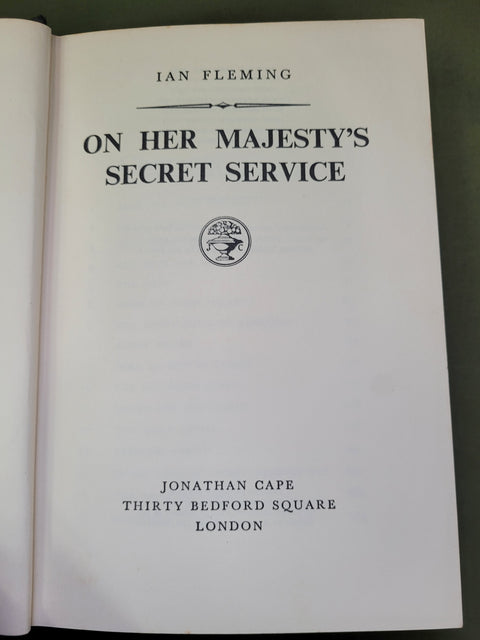 IAN FLEMING
ON HER MAJESTY'S
SECRET SERVICE
J C
JONATHAN CAPE
THIRTY BEDFORD SQUARE
LONDON